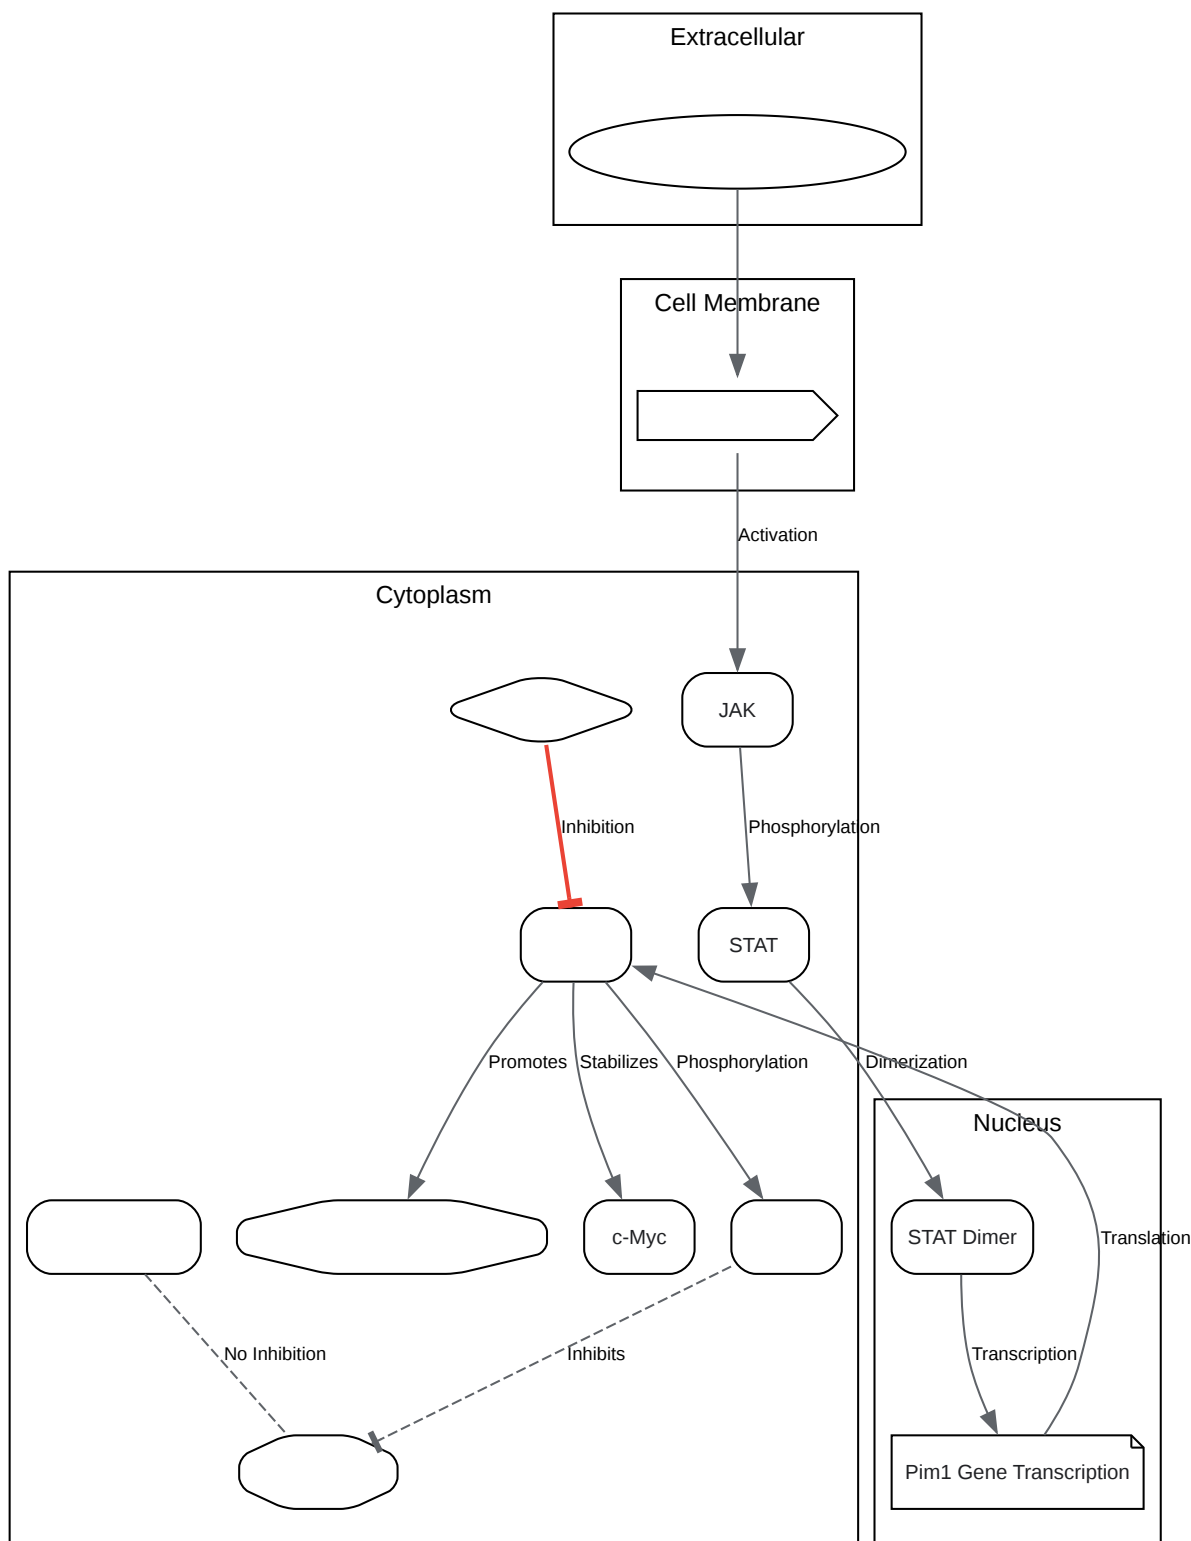 Extracellular
Cell Membrane
Activation
Cytoplasm
JAK
Inhibition
Phosphorylation
STAT
Promotes
Stabilizes
Phosphorylation
Dimerization
Nucleus
c-Myc
STAT Dimer
Translation
No Inhibition
Inhibits
Transcription
Pim1 Gene Transcription